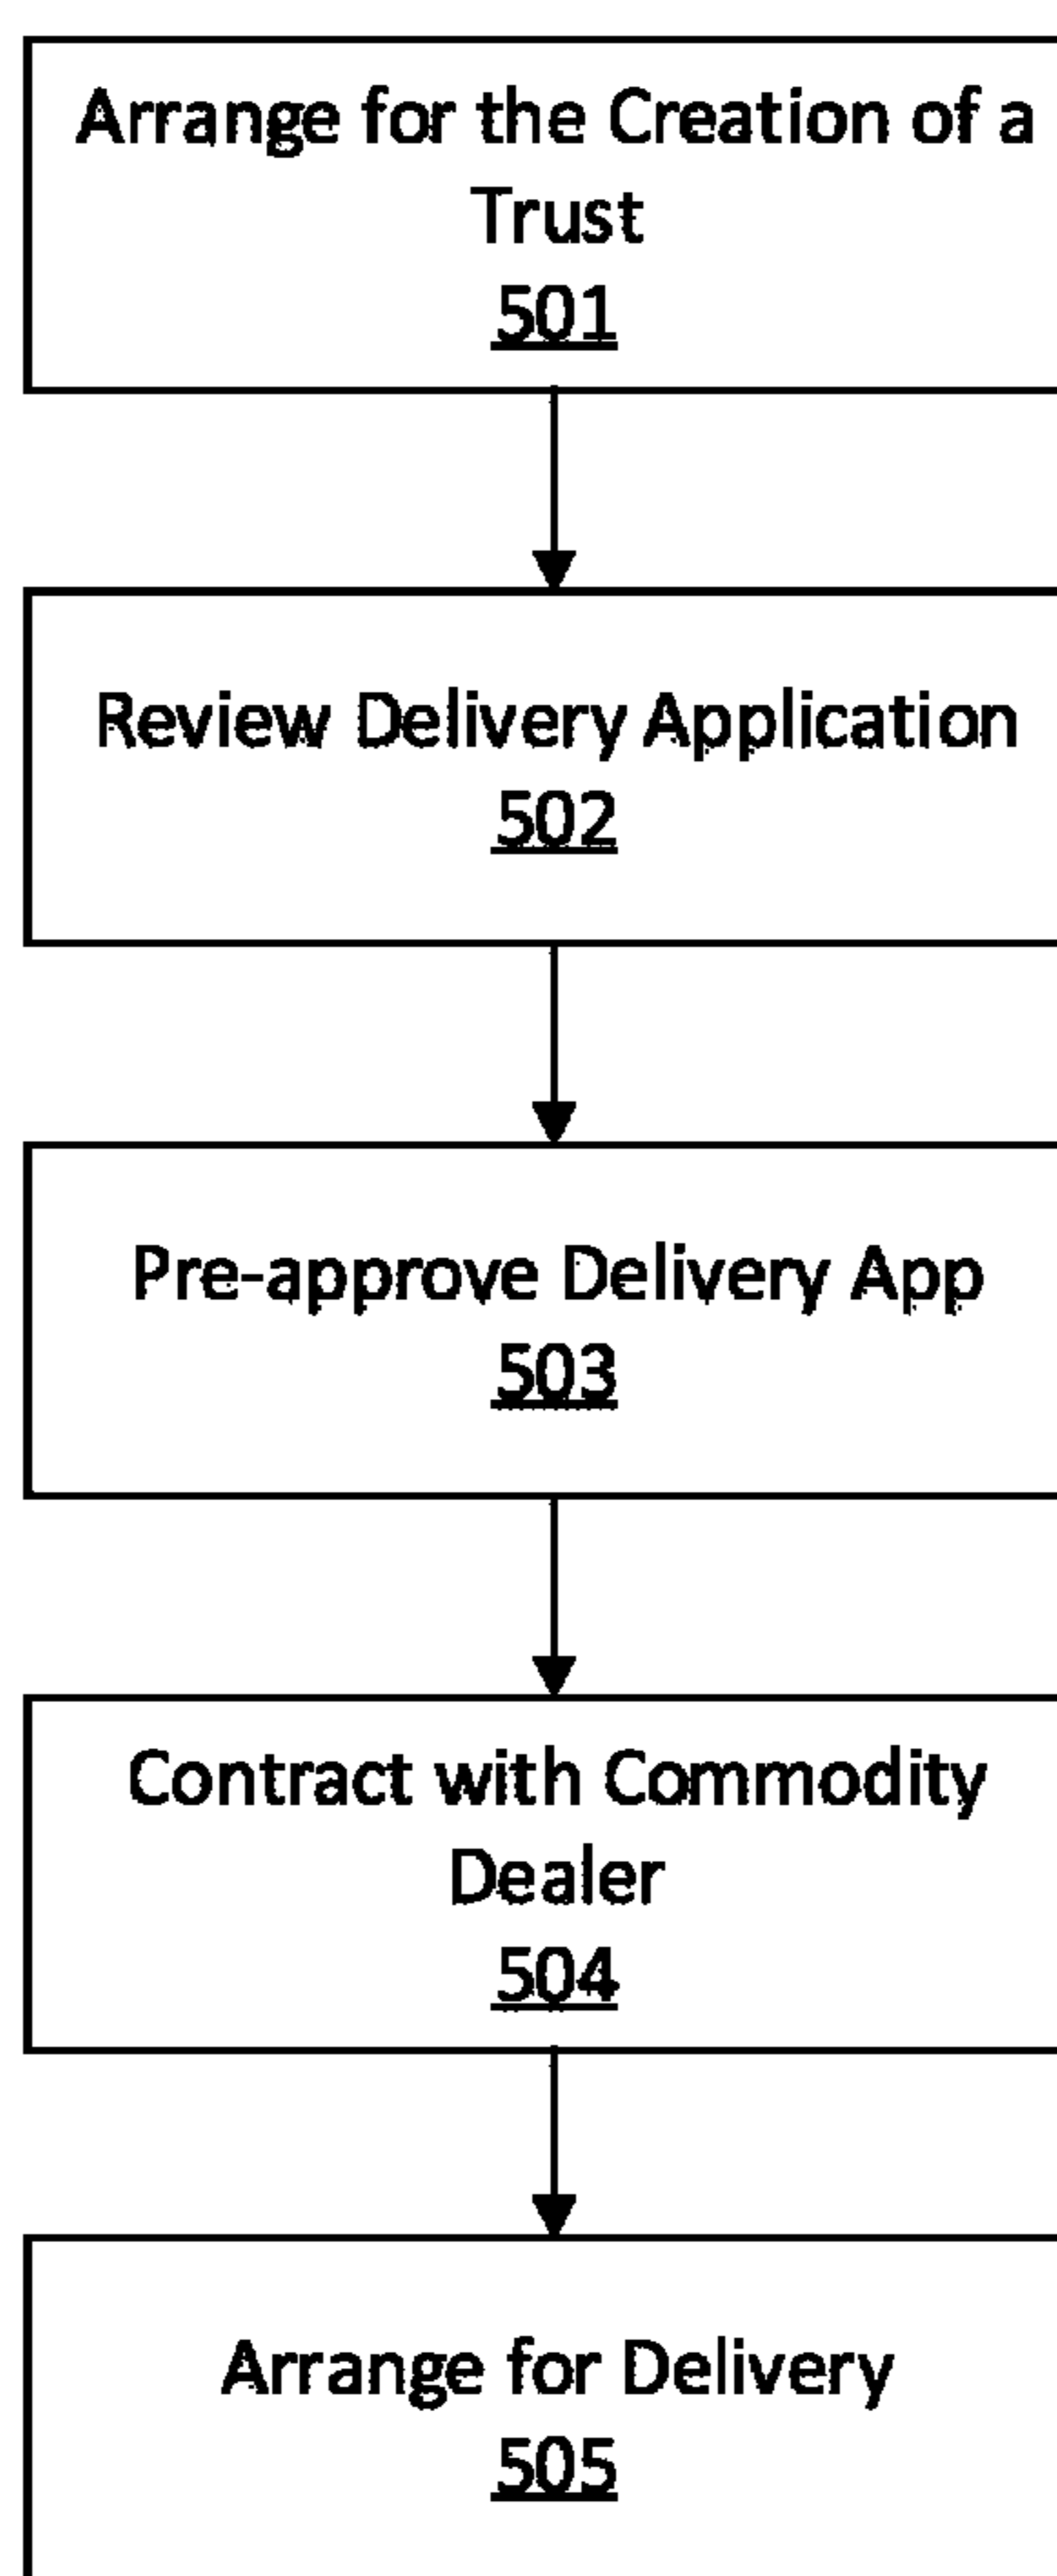 Arrange for the Creation of a
Trust
501
Review Delivery Application
502
Pre-approve Delivery App
503
Contract with Commodity
Dealer
504
Arrange for Delivery
505